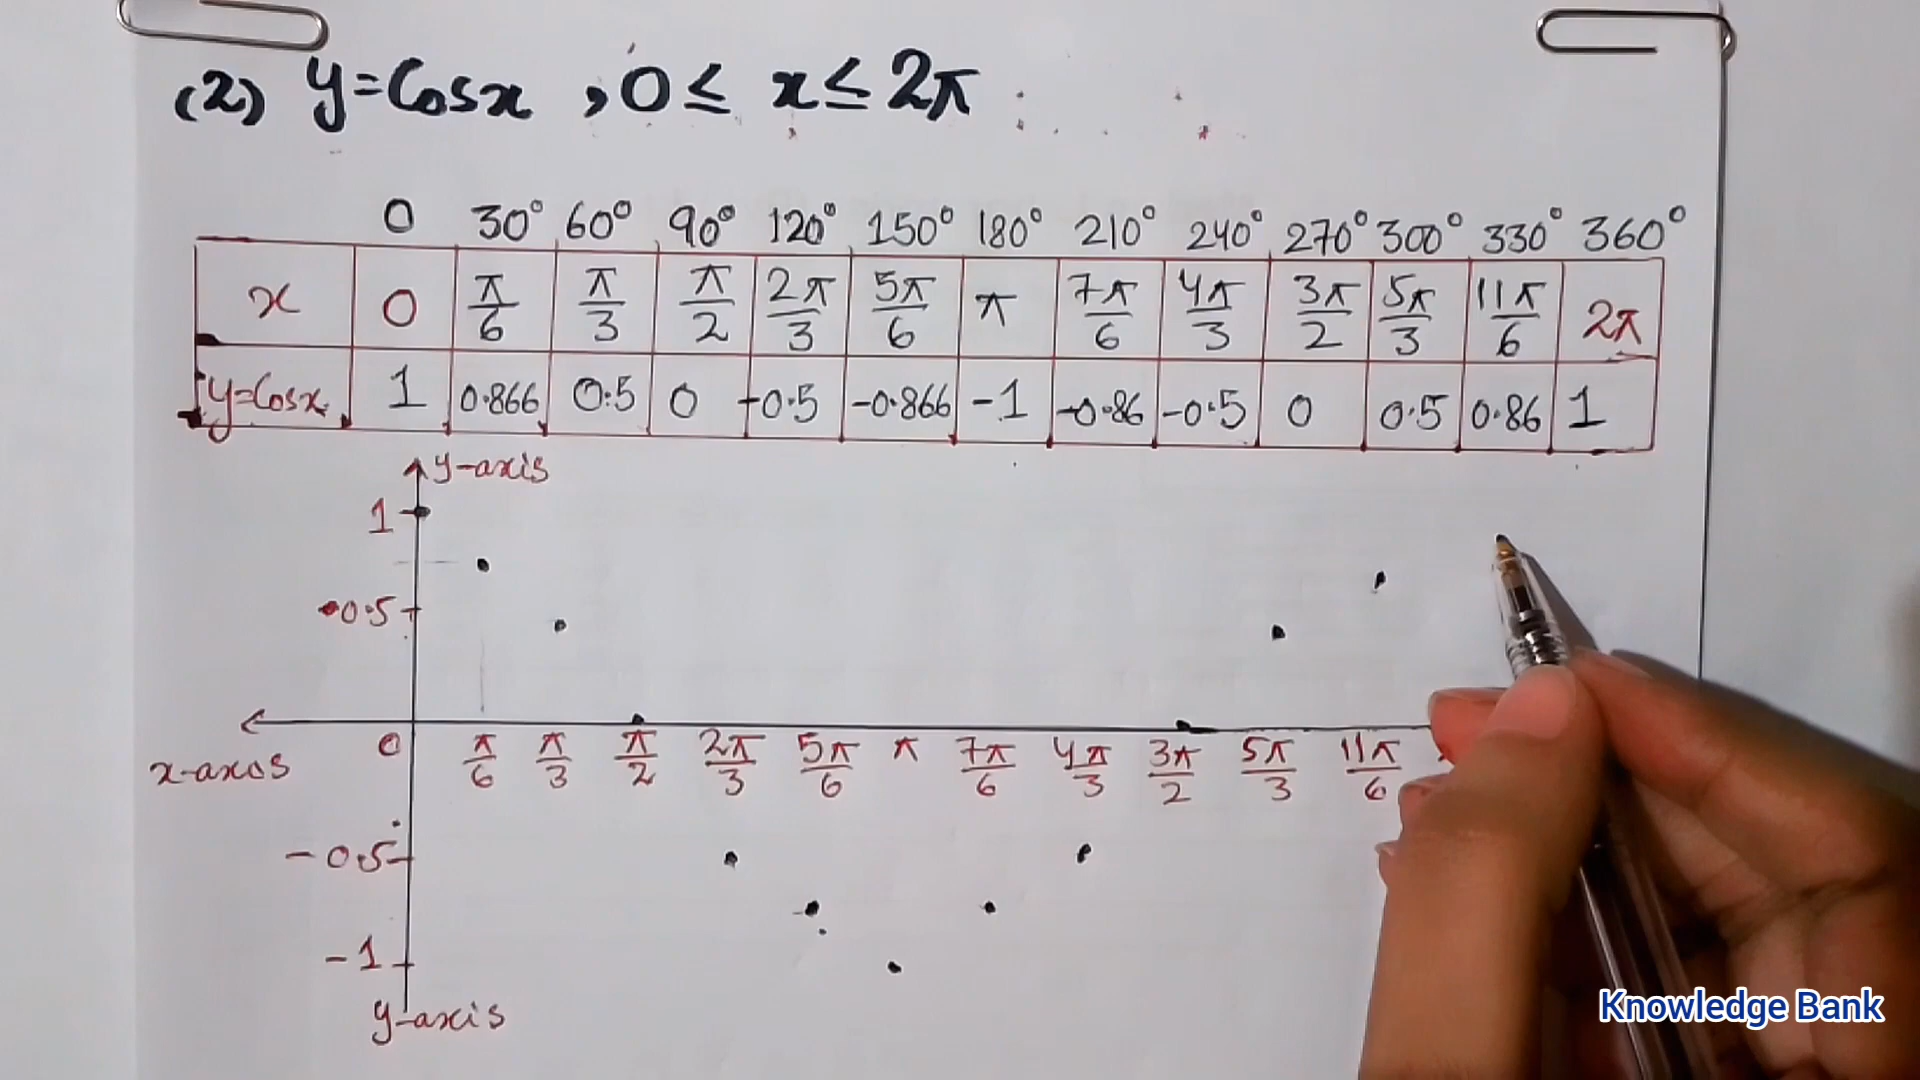 (2) y=Cosx , 0 ≤ x ≤ 2π
0 30° 60° 90° 120° 150° 180° 210° 240° 270° 300° 330° 360°
x 0 π/6 π/3 π/2 2π/3 5π/6 π 7π/6 4π/3 3π/2 5π/3 11π/6 2π
y=Cosx 1 0.866 0.5 0 -0.5 -0.866 -1 -0.86 -0.5 0 0.5 0.86 1
y-axis
1
0.5
x-axis 0 π/6 π/3 π/2 2π/3 5π/6 π 7π/6 4π/3 3π/2 5π/3 11π/6
-0.5
-1
y-axis
Knowledge Bank